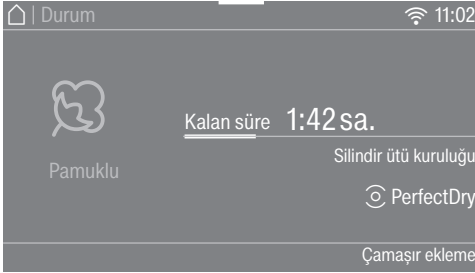 | Durum 11:02
Kalan süre 1:42 sa.
Silindir ütü kuruluğu
Pamuklu
PerfectDry
Çamaşır ekleme